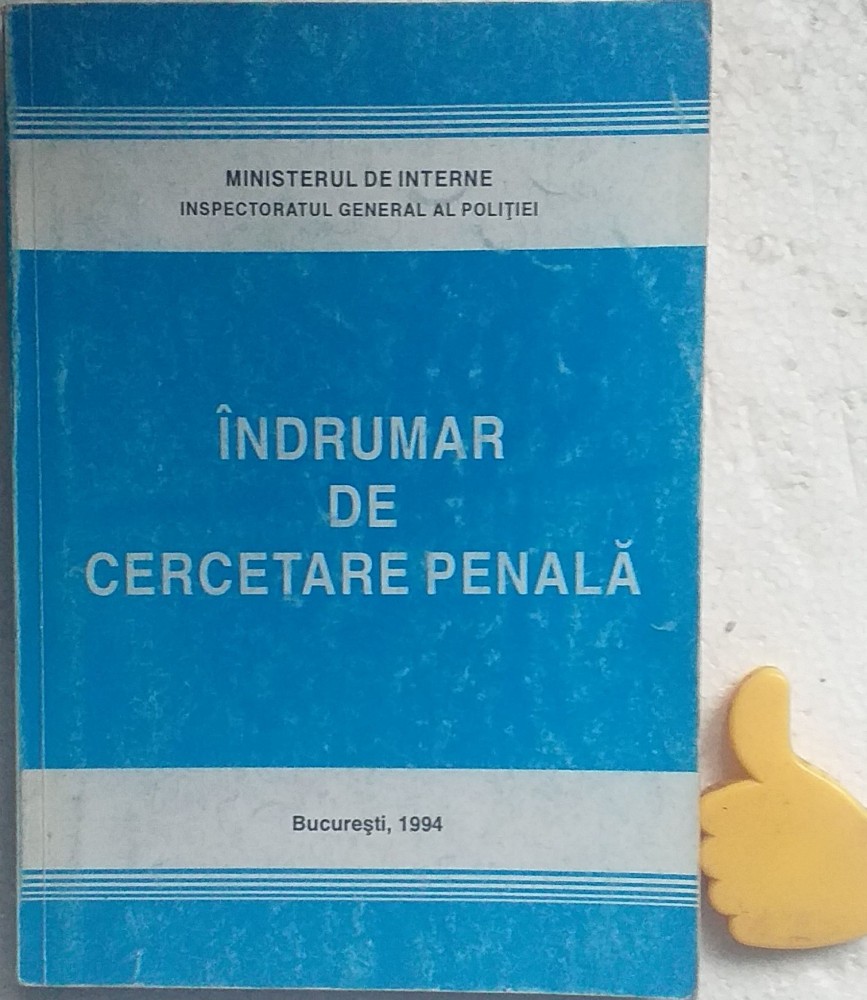 MINISTERUL DE INTERNE
INSPECTORATUL GENERAL AL POLIŢIEI
ÎNDRUMAR
DE
CERCETARE PENALĂ
Bucureşti, 1994